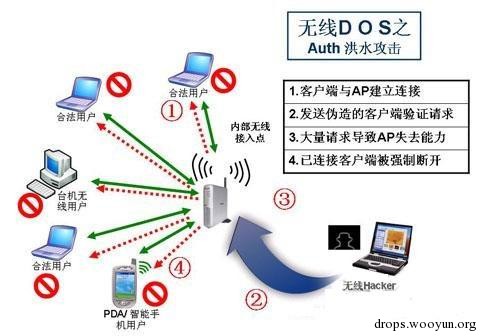 无线D O S之
Auth 洪水攻击
1.客户端与AP建立连接
2.发送伪造的客户端验证请求
3.大量请求导致AP失去能力
4.已连接客户端被强制断开
合法用户
合法用户
①
内部无线
接入点
台机无
线用户
③
合法用户
④
PDA/ 智能手
机用户
②
无线Hacker
drops.wooyun.org